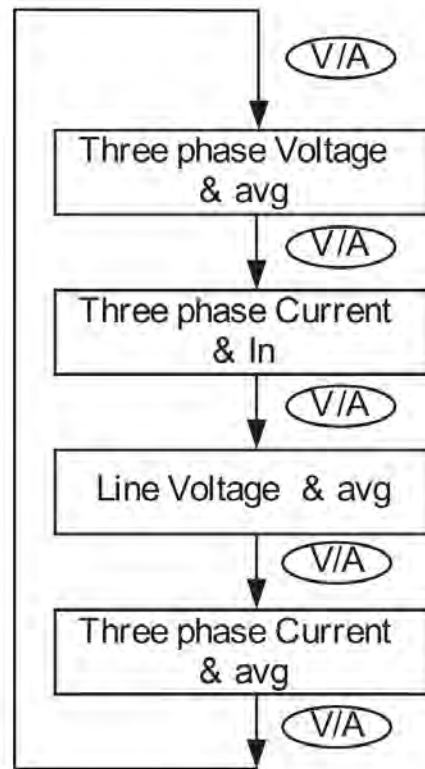 V/A
Three phase Voltage
& avg
V/A
Three phase Current
& In
V/A
Line Voltage & avg
V/A
Three phase Current
& avg
V/A